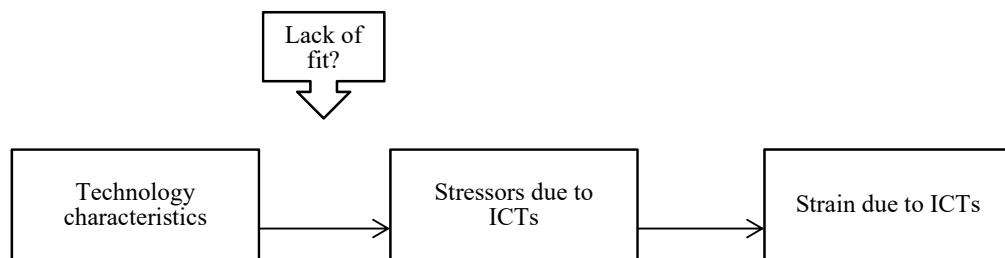 Lack of
fit?
Technology
characteristics
Stressors due to
ICTs
Strain due to ICTs